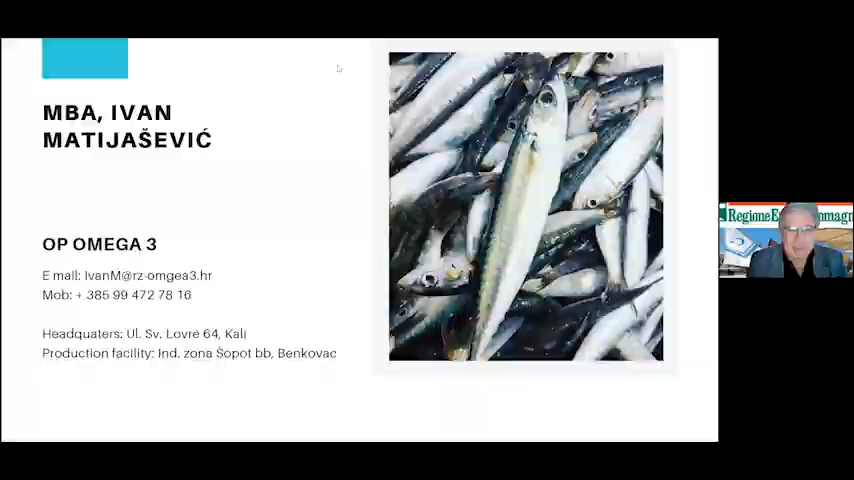 MBA, IVAN
MATIJAŠEVIĆ
OP OMEGA 3
E mail: IvanM@rz-omgea3.hr
Mob: + 385 99 472 78 16
Headquaters: Ul. Sv. Lovre 64, Kali
Production facility: Ind. zona Šopot bb, Benkovac
Regione